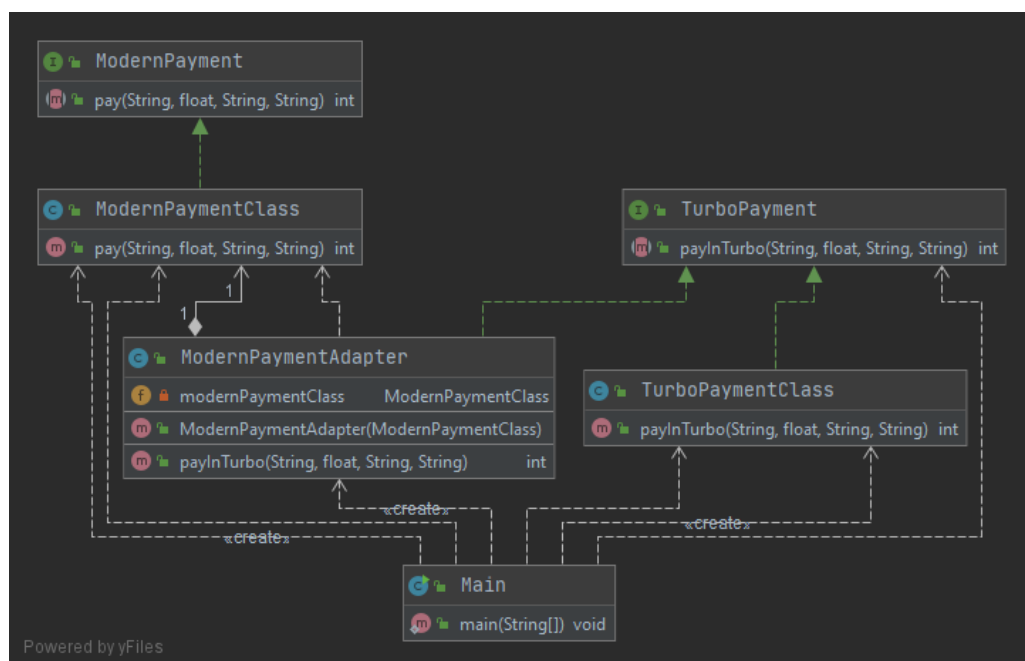 ModernPayment
pay(String, float, String, String) int
ModernPaymentClass
pay(String, float, String, String) int
TurboPayment
payInTurbo(String, float, String, String) int
1
1
ModernPaymentAdapter
modernPaymentClass ModernPaymentClass
ModernPaymentAdapter(ModernPaymentClass)
payInTurbo(String, float, String, String) int
TurboPaymentClass
payInTurbo(String, float, String, String) int
«create»
«create»
«create»
Main
main(String[]) void
Powered by yFiles